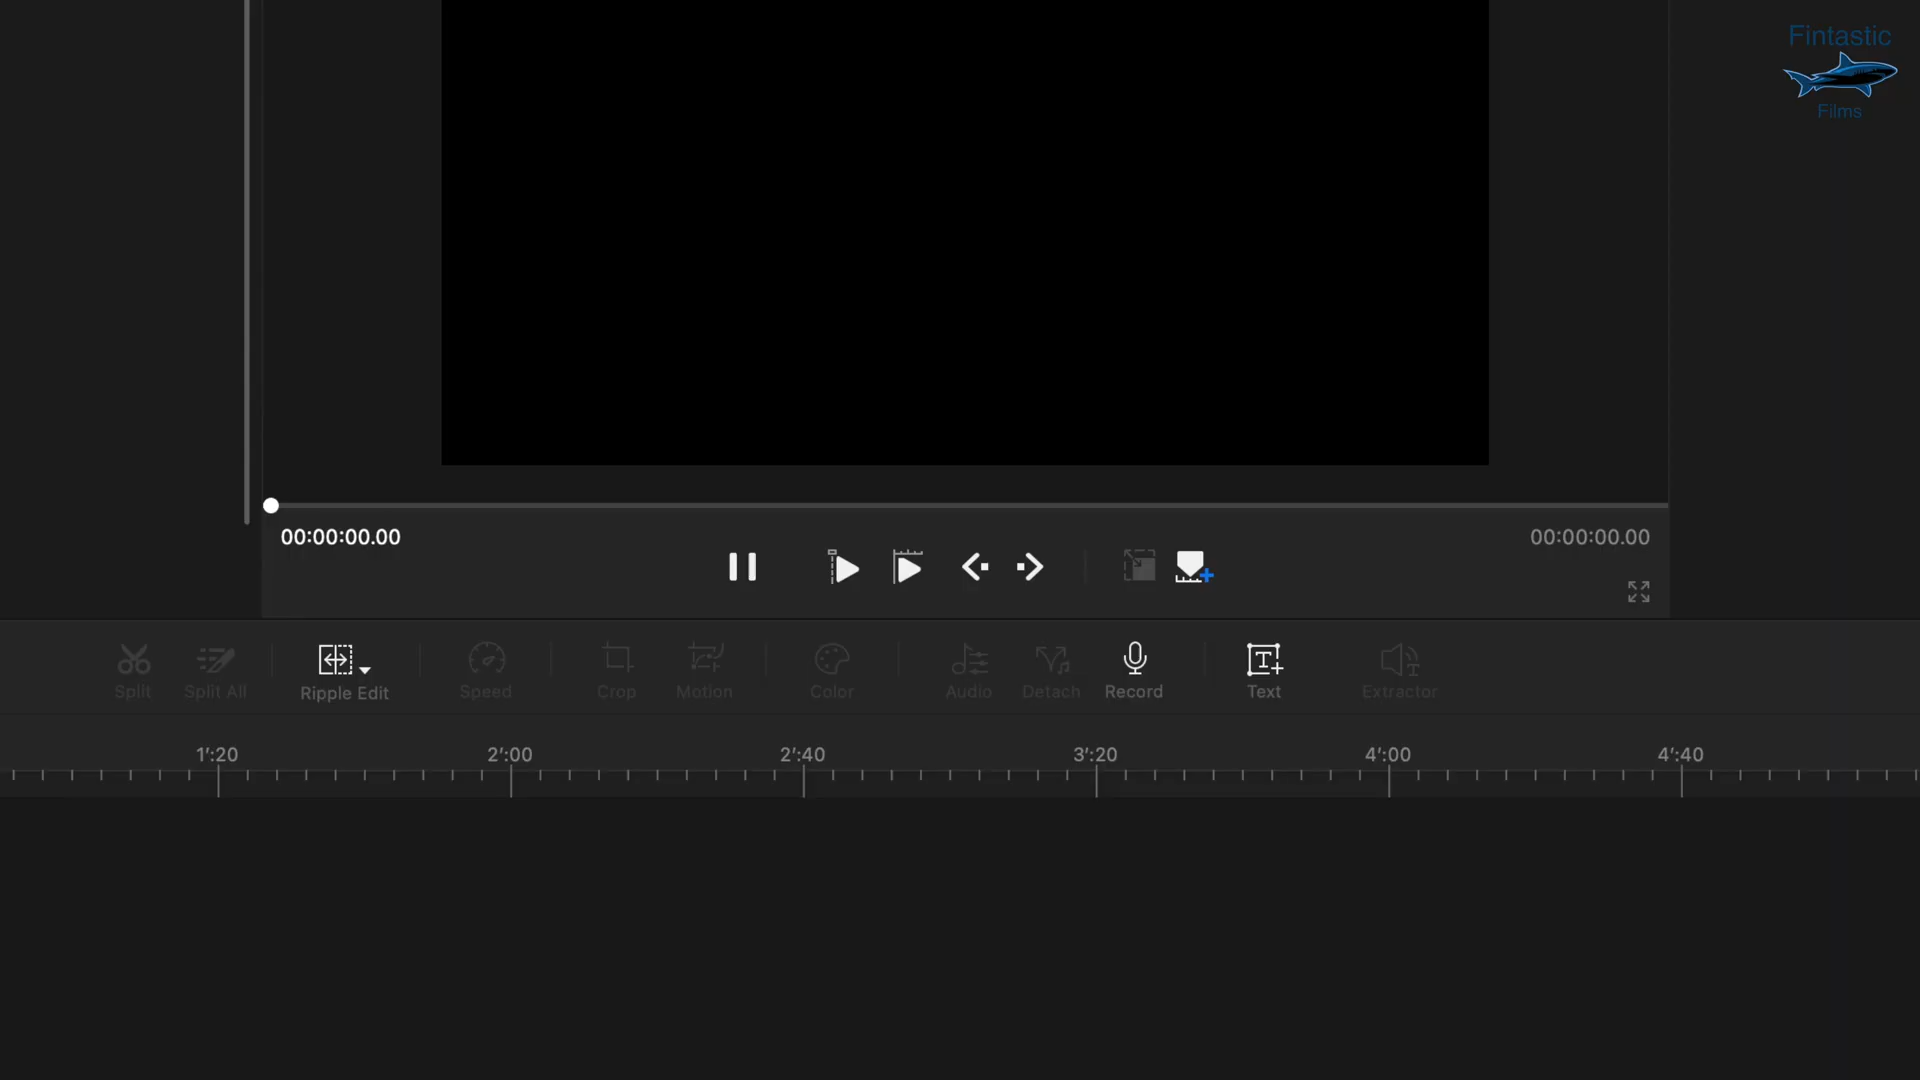 Fintastic
Films
00:00:00.00
00:00:00.00
Split
Split All
Ripple Edit
Speed
Crop
Motion
Color
Audio
Detach
Record
Text
Extractor
1':20
2':00
2':40
3':20
4':00
4':40